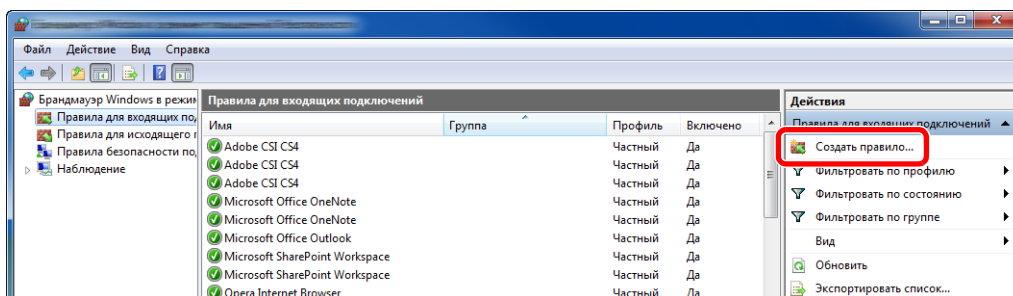 Файл Действие Вид Справка
Брандмауэр Windows в режим
Правила для входящих по
Правила для исходящего
Правила безопасности по
Наблюдение
Правила для входящих подключений
Имя Группа Профиль Включено
Adobe CSI CS4 Частный Да
Adobe CSI CS4 Частный Да
Adobe CSI CS4 Частный Да
Microsoft Office OneNote Частный Да
Microsoft Office OneNote Частный Да
Microsoft Office Outlook Частный Да
Microsoft SharePoint Workspace Частный Да
Microsoft SharePoint Workspace Частный Да
Opera Internet Browser Частный Да
Действия
Правила для входящих подключений
Создать правило...
Фильтровать по профилю
Фильтровать по состоянию
Фильтровать по группе
Вид
Обновить
Экспортировать список...